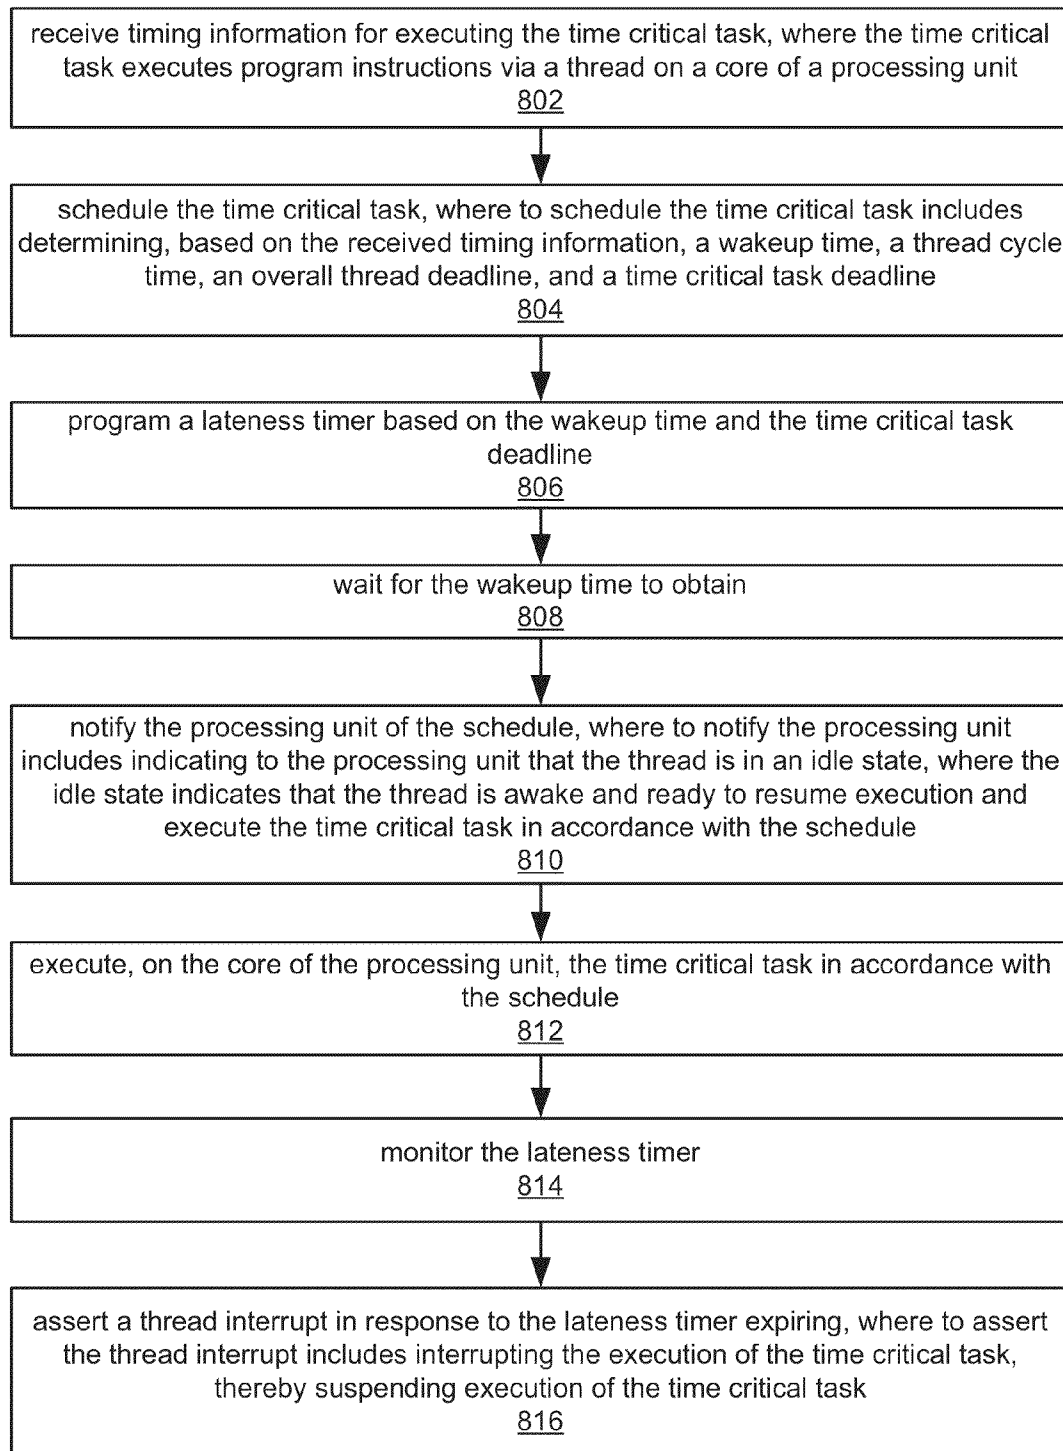 receive timing information for executing the time critical task, where the time critical
task executes program instructions via a thread on a core of a processing unit
802
schedule the time critical task, where to schedule the time critical task includes
determining, based on the received timing information, a wakeup time, a thread cycle
time, an overall thread deadline, and a time critical task deadline
804
program a lateness timer based on the wakeup time and the time critical task
deadline
806
wait for the wakeup time to obtain
808
notify the processing unit of the schedule, where to notify the processing unit
includes indicating to the processing unit that the thread is in an idle state, where the
idle state indicates that the thread is awake and ready to resume execution and
execute the time critical task in accordance with the schedule
810
execute, on the core of the processing unit, the time critical task in accordance with
the schedule
812
monitor the lateness timer
814
assert a thread interrupt in response to the lateness timer expiring, where to assert
the thread interrupt includes interrupting the execution of the time critical task,
thereby suspending execution of the time critical task
816